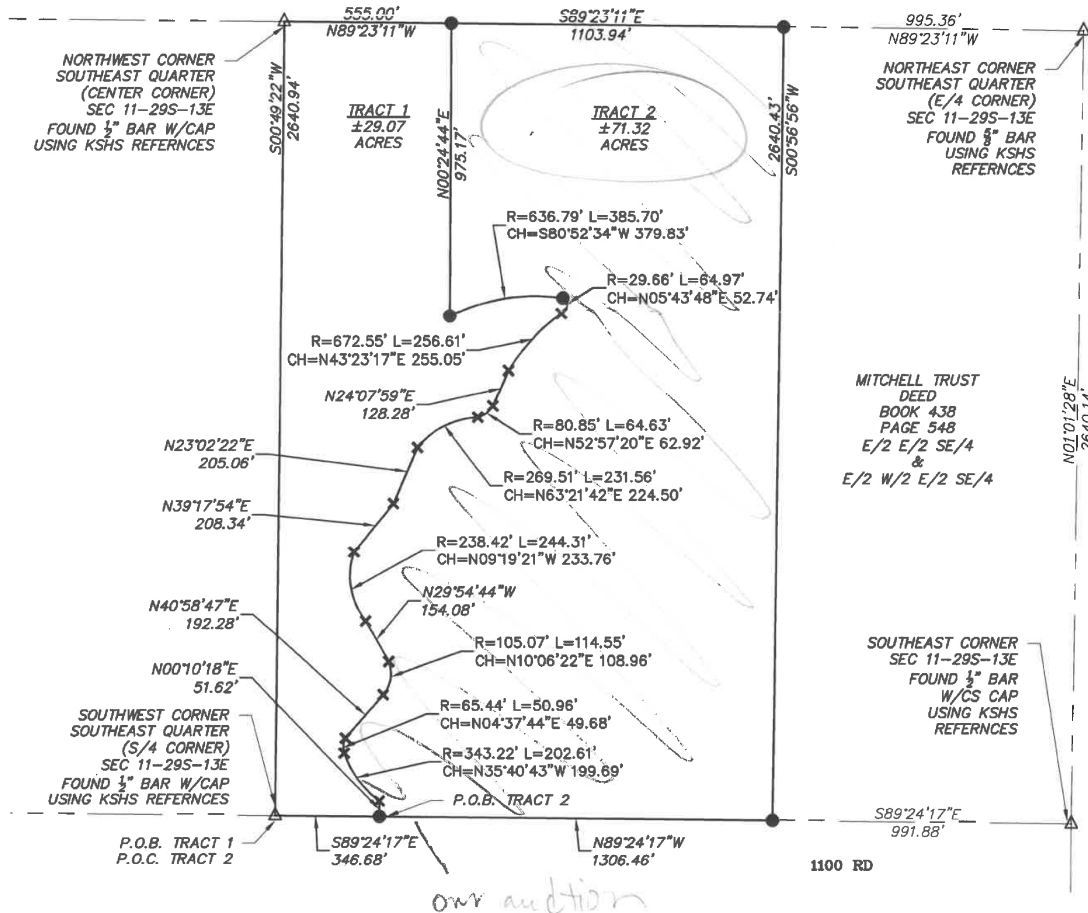 555.00'
N89°23'11"W
S89°23'11"E
1103.94'
995.36'
N89°23'11"W
NORTHWEST CORNER
SOUTHEAST QUARTER
(CENTER CORNER)
SEC 11-29S-13E
FOUND ½" BAR W/CAP
USING KSHS REFERNCES
S00°49'22"W
2640.94'
TRACT 1
±29.07
ACRES
N00°24'44"E
975.17'
TRACT 2
±71.32
ACRES
2640.43'
S00°56'56"W
NORTHEAST CORNER
SOUTHEAST QUARTER
(E/4 CORNER)
SEC 11-29S-13E
FOUND ⅝" BAR
USING KSHS
REFERNCES
R=636.79' L=385.70'
CH=S80°52'34"W 379.83'
R=29.66' L=64.97'
CH=N05°43'48"E 52.74'
R=672.55' L=256.61'
CH=N43°23'17"E 255.05'
N24°07'59"E
128.28'
R=80.85' L=64.63'
CH=N52°57'20"E 62.92'
MITCHELL TRUST
DEED
BOOK 438
PAGE 548
E/2 E/2 SE/4
&
E/2 W/2 E/2 SE/4
N01°01'28"E
2640.14'
N23°02'22"E
205.06'
R=269.51' L=231.56'
CH=N63°21'42"E 224.50'
N39°17'54"E
208.34'
R=238.42' L=244.31'
CH=N09°19'21"W 233.76'
N29°54'44"W
154.08'
N40°58'47"E
192.28'
R=105.07' L=114.55'
CH=N10°06'22"E 108.96'
N00°10'18"E
51.62'
R=65.44' L=50.96'
CH=N04°37'44"E 49.68'
SOUTHEAST CORNER
SEC 11-29S-13E
FOUND ½" BAR
W/CS CAP
USING KSHS
REFERNCES
SOUTHWEST CORNER
SOUTHEAST QUARTER
(S/4 CORNER)
SEC 11-29S-13E
FOUND ½" BAR W/CAP
USING KSHS REFERNCES
R=343.22' L=202.61'
CH=N35°40'43"W 199.69'
P.O.B. TRACT 2
P.O.B. TRACT 1
P.O.C. TRACT 2
S89°24'17"E
346.68'
N89°24'17"W
1306.46'
S89°24'17"E
991.88'
1100 RD
our auction